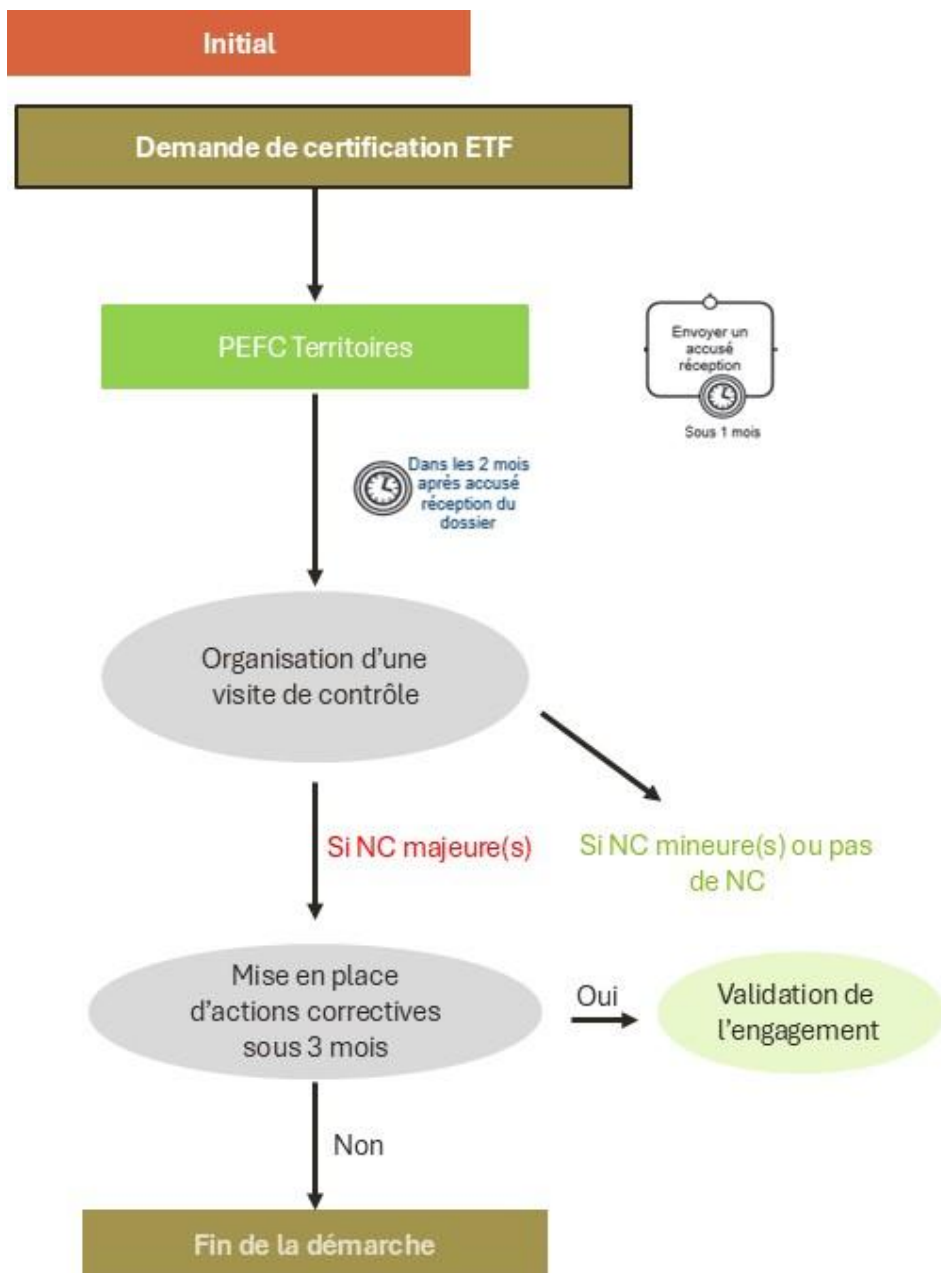 Initial
Demande de certification ETF
PEFC Territoires
Envoyer un
accusé
réception
Sous 1 mois
Dans les 2 mois
après accusé
réception du
dossier
Organisation d’une
visite de contrôle
Si NC majeure(s)
Si NC mineure(s) ou pas
de NC
Mise en place
d’actions correctives
sous 3 mois
Oui
Validation de
l’engagement
Non
Fin de la démarche